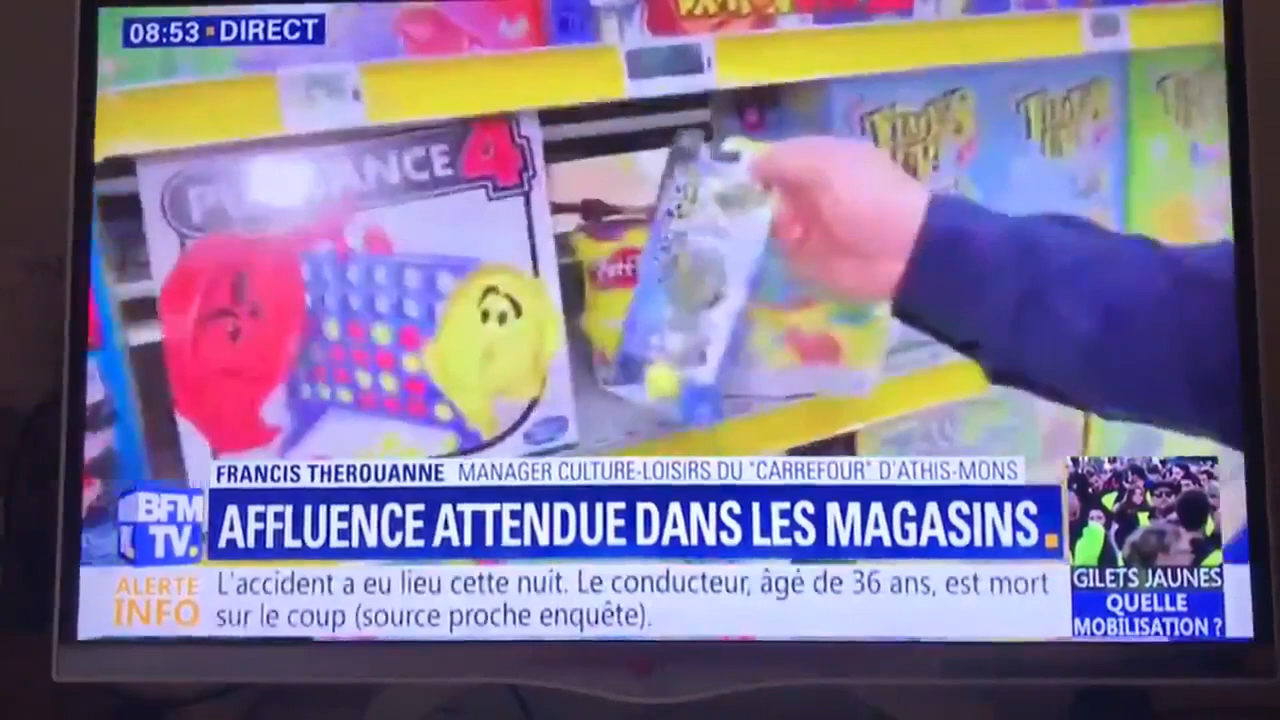 08:53 DIRECT
PUISSANCE 4
FRANCIS THEROUANNE MANAGER CULTURE-LOISIRS DU "CARREFOUR" D'ATHIS-MONS
BFM
TV.
AFFLUENCE ATTENDUE DANS LES MAGASINS
ALERTE
INFO
L'accident a eu lieu cette nuit. Le conducteur, âgé de 36 ans, est mort
sur le coup (source proche enquête).
GILETS JAUNES
QUELLE
MOBILISATION ?